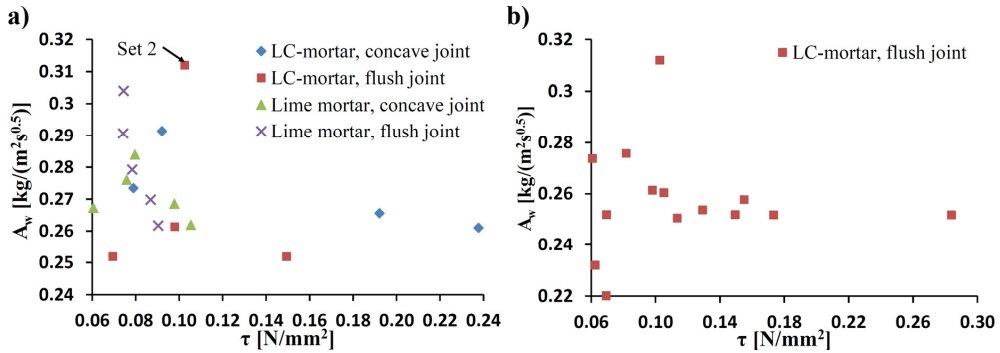 a)
A_w [kg/(m²s⁰·⁵)]
0.32
0.31
0.3
0.29
0.28
0.27
0.26
0.25
0.24
Set 2
LC-mortar, concave joint
LC-mortar, flush joint
Lime mortar, concave joint
Lime mortar, flush joint
0.06 0.08 0.10 0.12 0.14 0.16 0.18 0.20 0.22 0.24
τ [N/mm²]
b)
A_w [kg/(m²s⁰·⁵)]
0.32
0.30
0.28
0.26
0.24
0.22
LC-mortar, flush joint
0.06 0.10 0.14 0.18 0.22 0.26 0.30
τ [N/mm²]